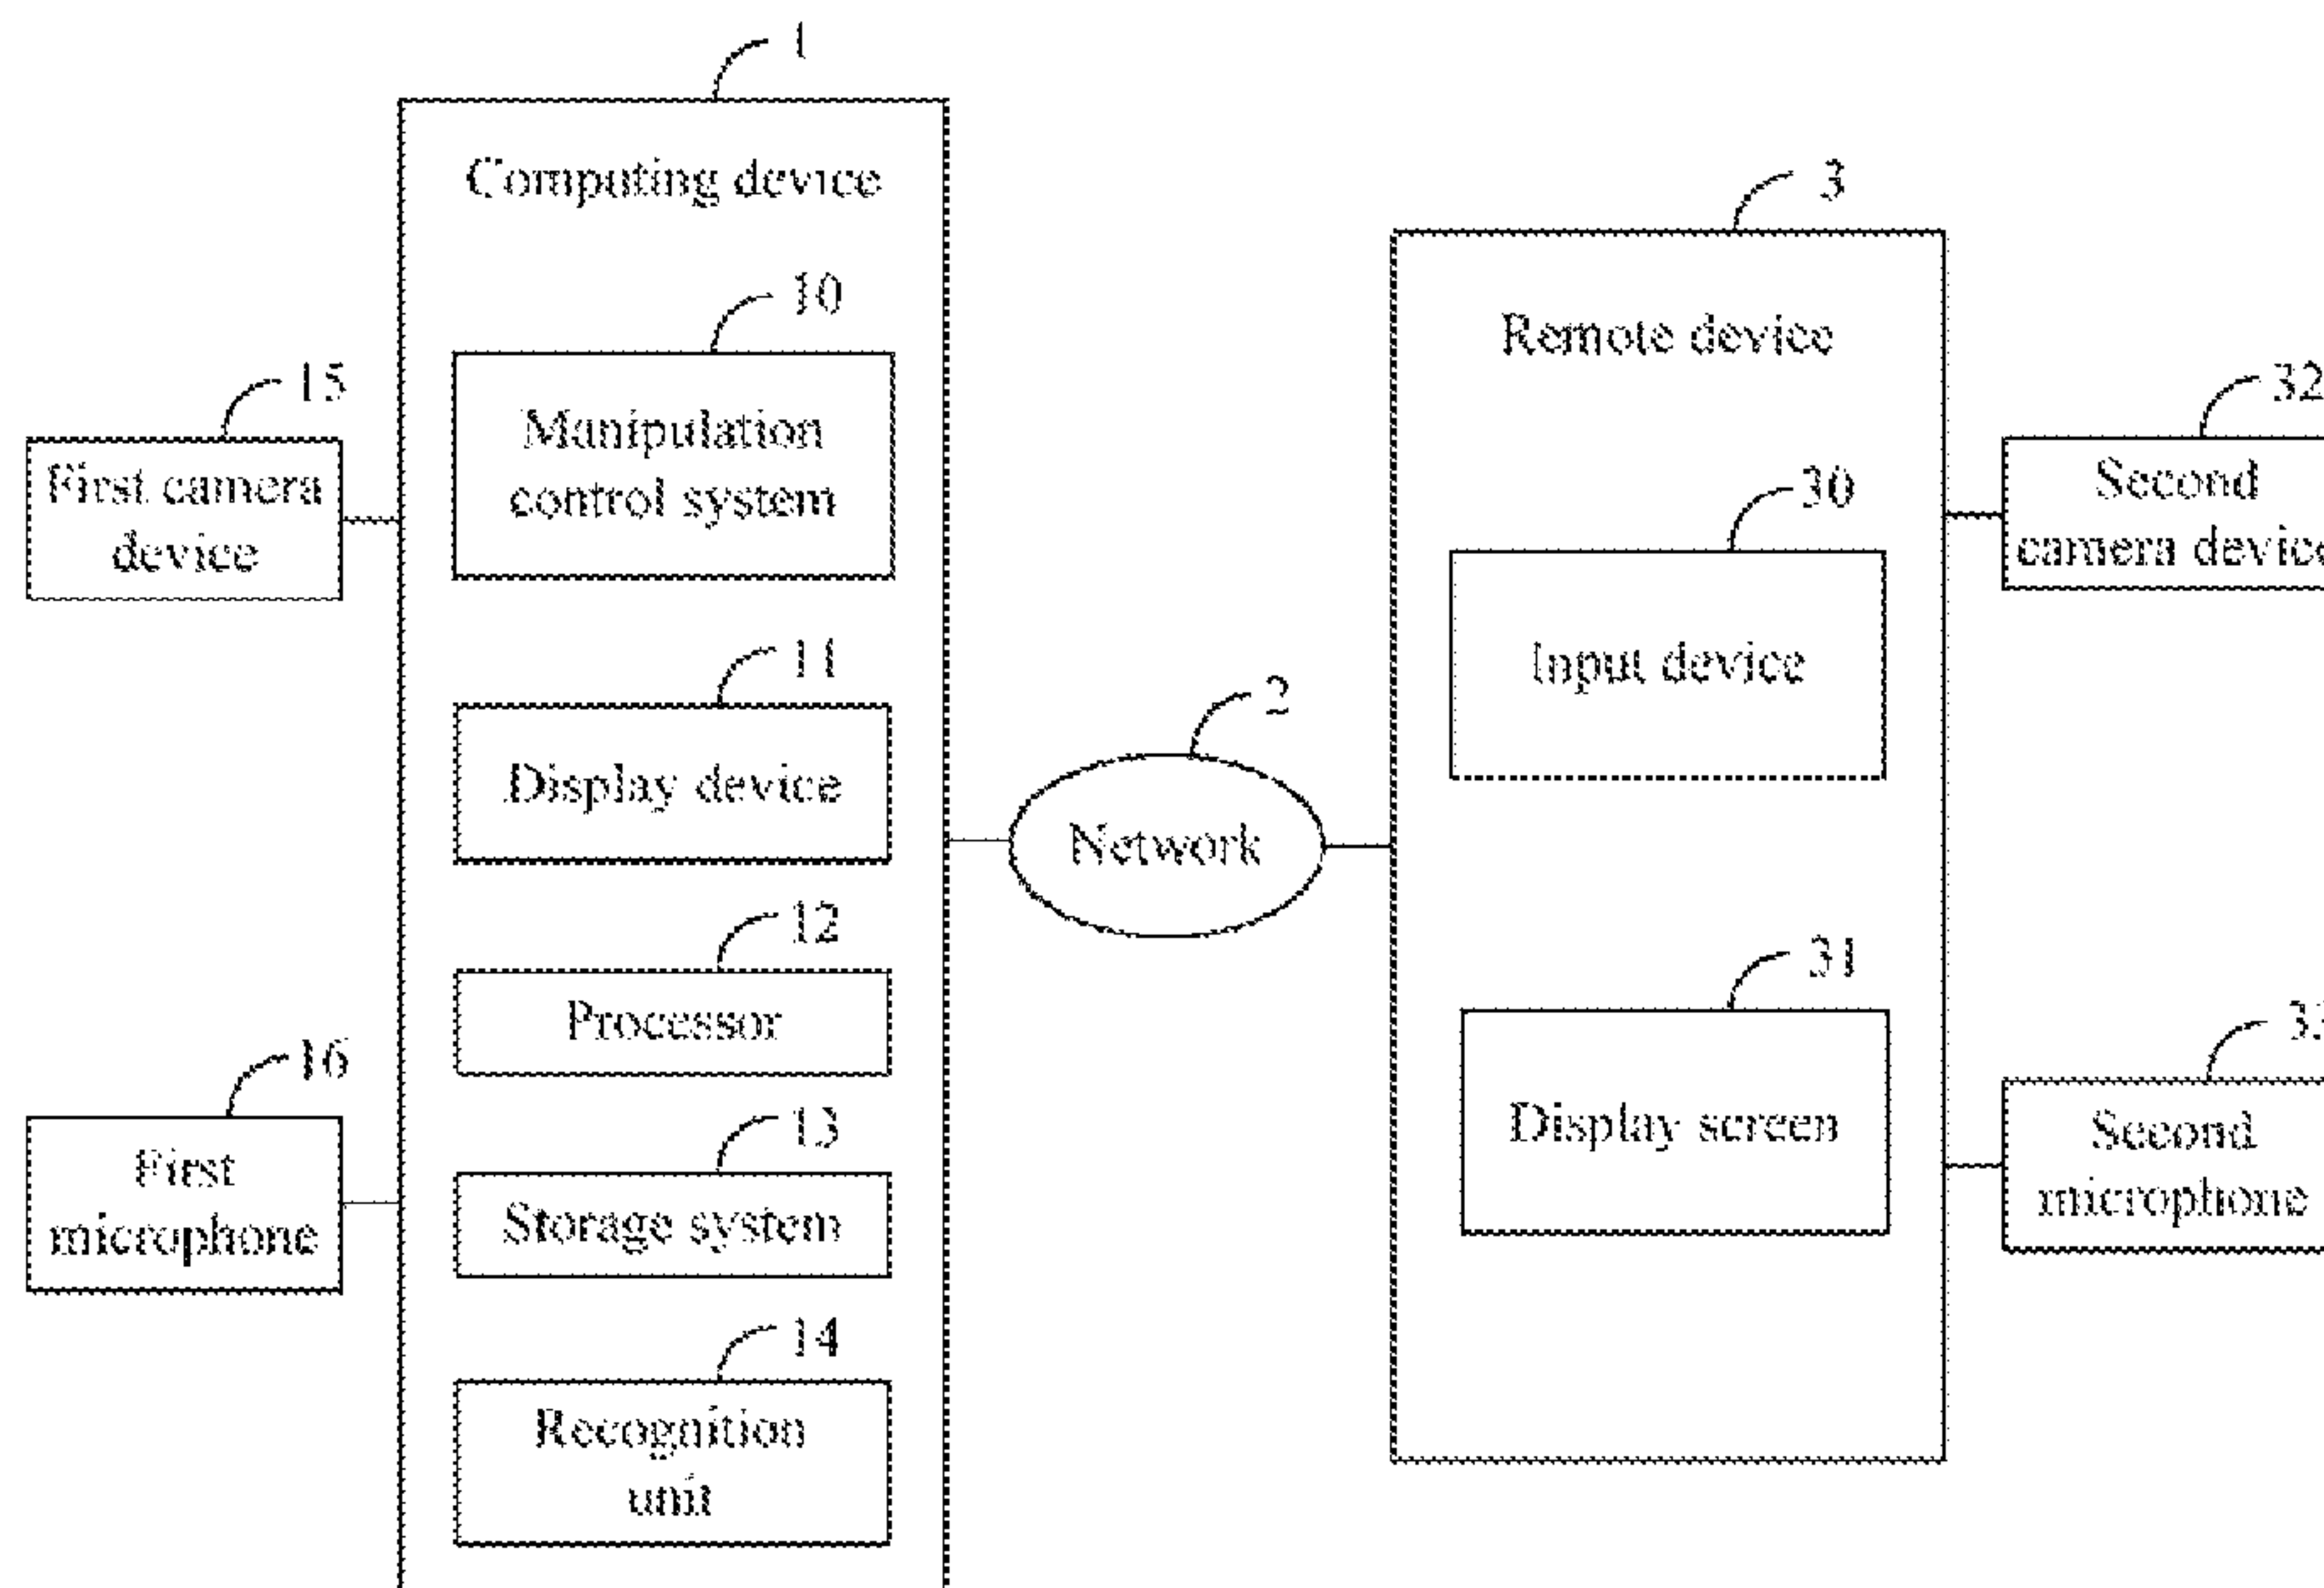 1
Computing device
10
Manipulation
control system
15
First camera
device
11
Display device
12
Processor
16
First
microphone
13
Storage system
14
Recognition
unit
2
Network
3
Remote device
30
Input device
31
Display screen
32
Second
camera device
33
Second
microphone